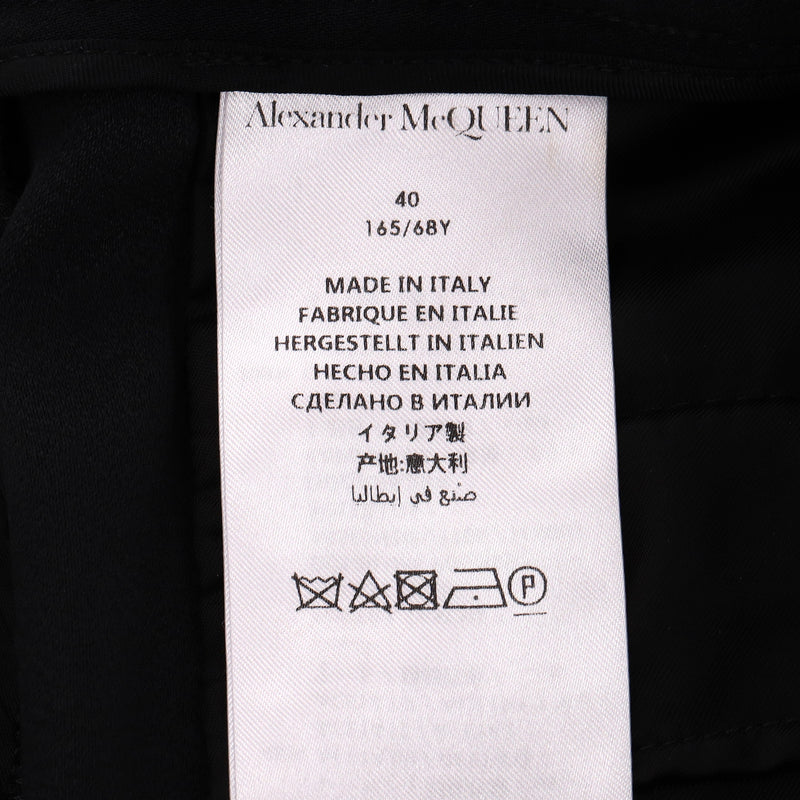 Alexander McQUEEN
40
165/68Y
MADE IN ITALY
FABRIQUE EN ITALIE
HERGESTELLT IN ITALIEN
HECHO EN ITALIA
СДЕЛАНО В ИТАЛИИ
イタリア製
产地:意大利
صنع في إيطاليا
P